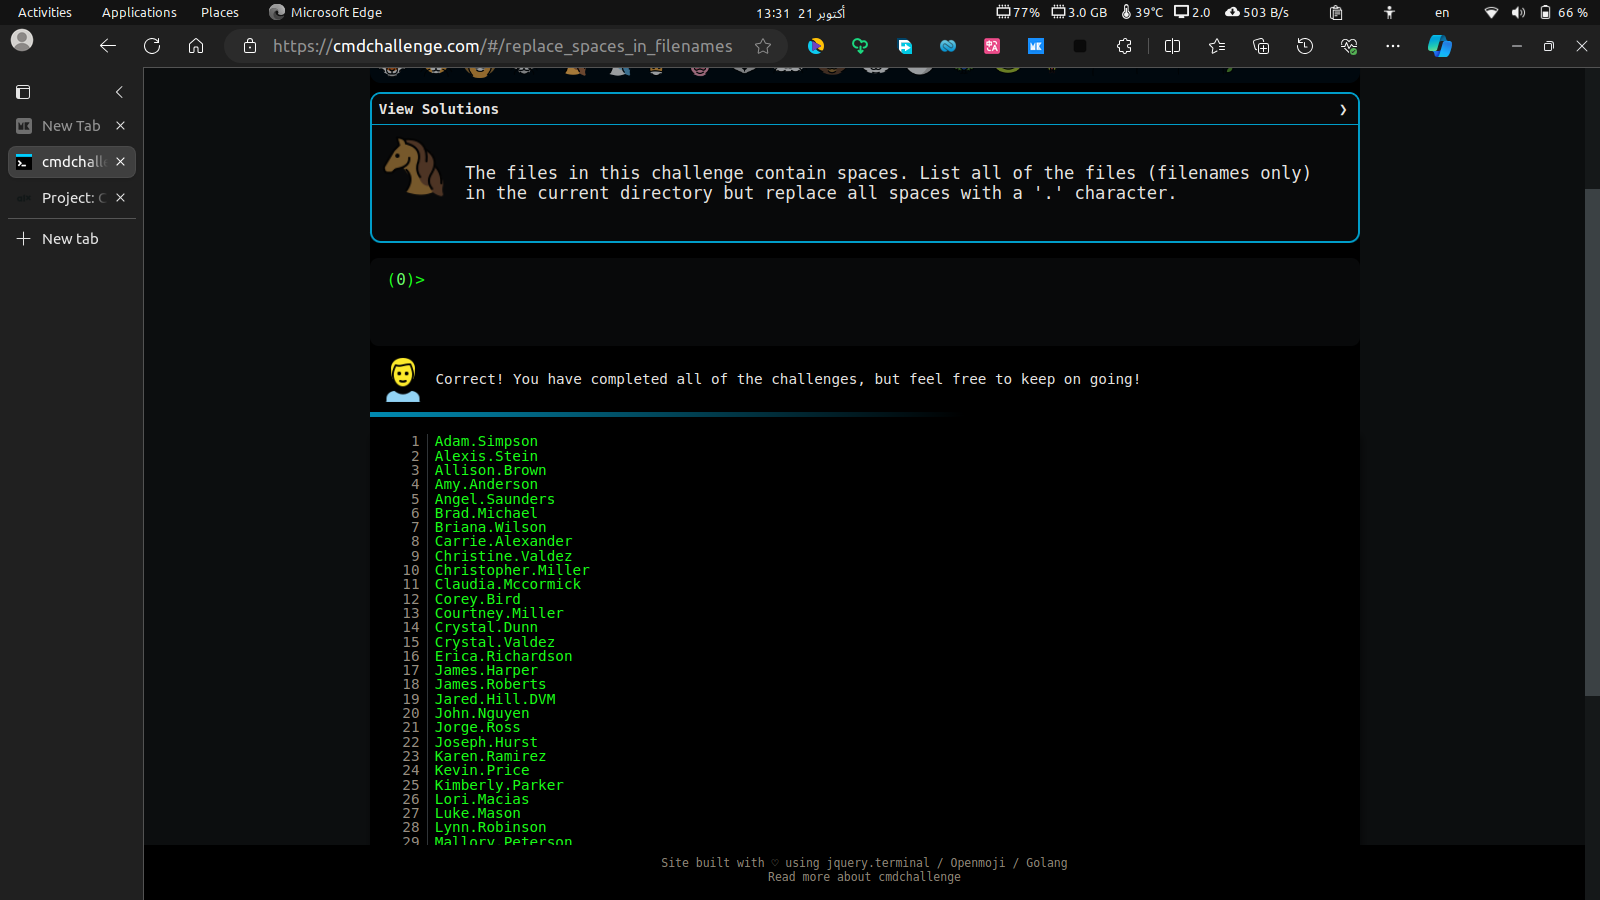 Activities Applications Places Microsoft Edge 13:31 21 أكتوبر 77% 3.0 GB 39°C 2.0 503 B/s en 66 %
https://cmdchallenge.com/#/replace_spaces_in_filenames
New Tab
cmdchall
Project: C
New tab
View Solutions
The files in this challenge contain spaces. List all of the files (filenames only)
in the current directory but replace all spaces with a '.' character.
(0)>
Correct! You have completed all of the challenges, but feel free to keep on going!
1 Adam.Simpson
2 Alexis.Stein
3 Allison.Brown
4 Amy.Anderson
5 Angel.Saunders
6 Brad.Michael
7 Briana.Wilson
8 Carrie.Alexander
9 Christine.Valdez
10 Christopher.Miller
11 Claudia.Mccormick
12 Corey.Bird
13 Courtney.Miller
14 Crystal.Dunn
15 Crystal.Valdez
16 Erica.Richardson
17 James.Harper
18 James.Roberts
19 Jared.Hill.DVM
20 John.Nguyen
21 Jorge.Ross
22 Joseph.Hurst
23 Karen.Ramirez
24 Kevin.Price
25 Kimberly.Parker
26 Lori.Macias
27 Luke.Mason
28 Lynn.Robinson
29 Mallory.Peterson
Site built with ♡ using jquery.terminal / Openmoji / Golang
Read more about cmdchallenge